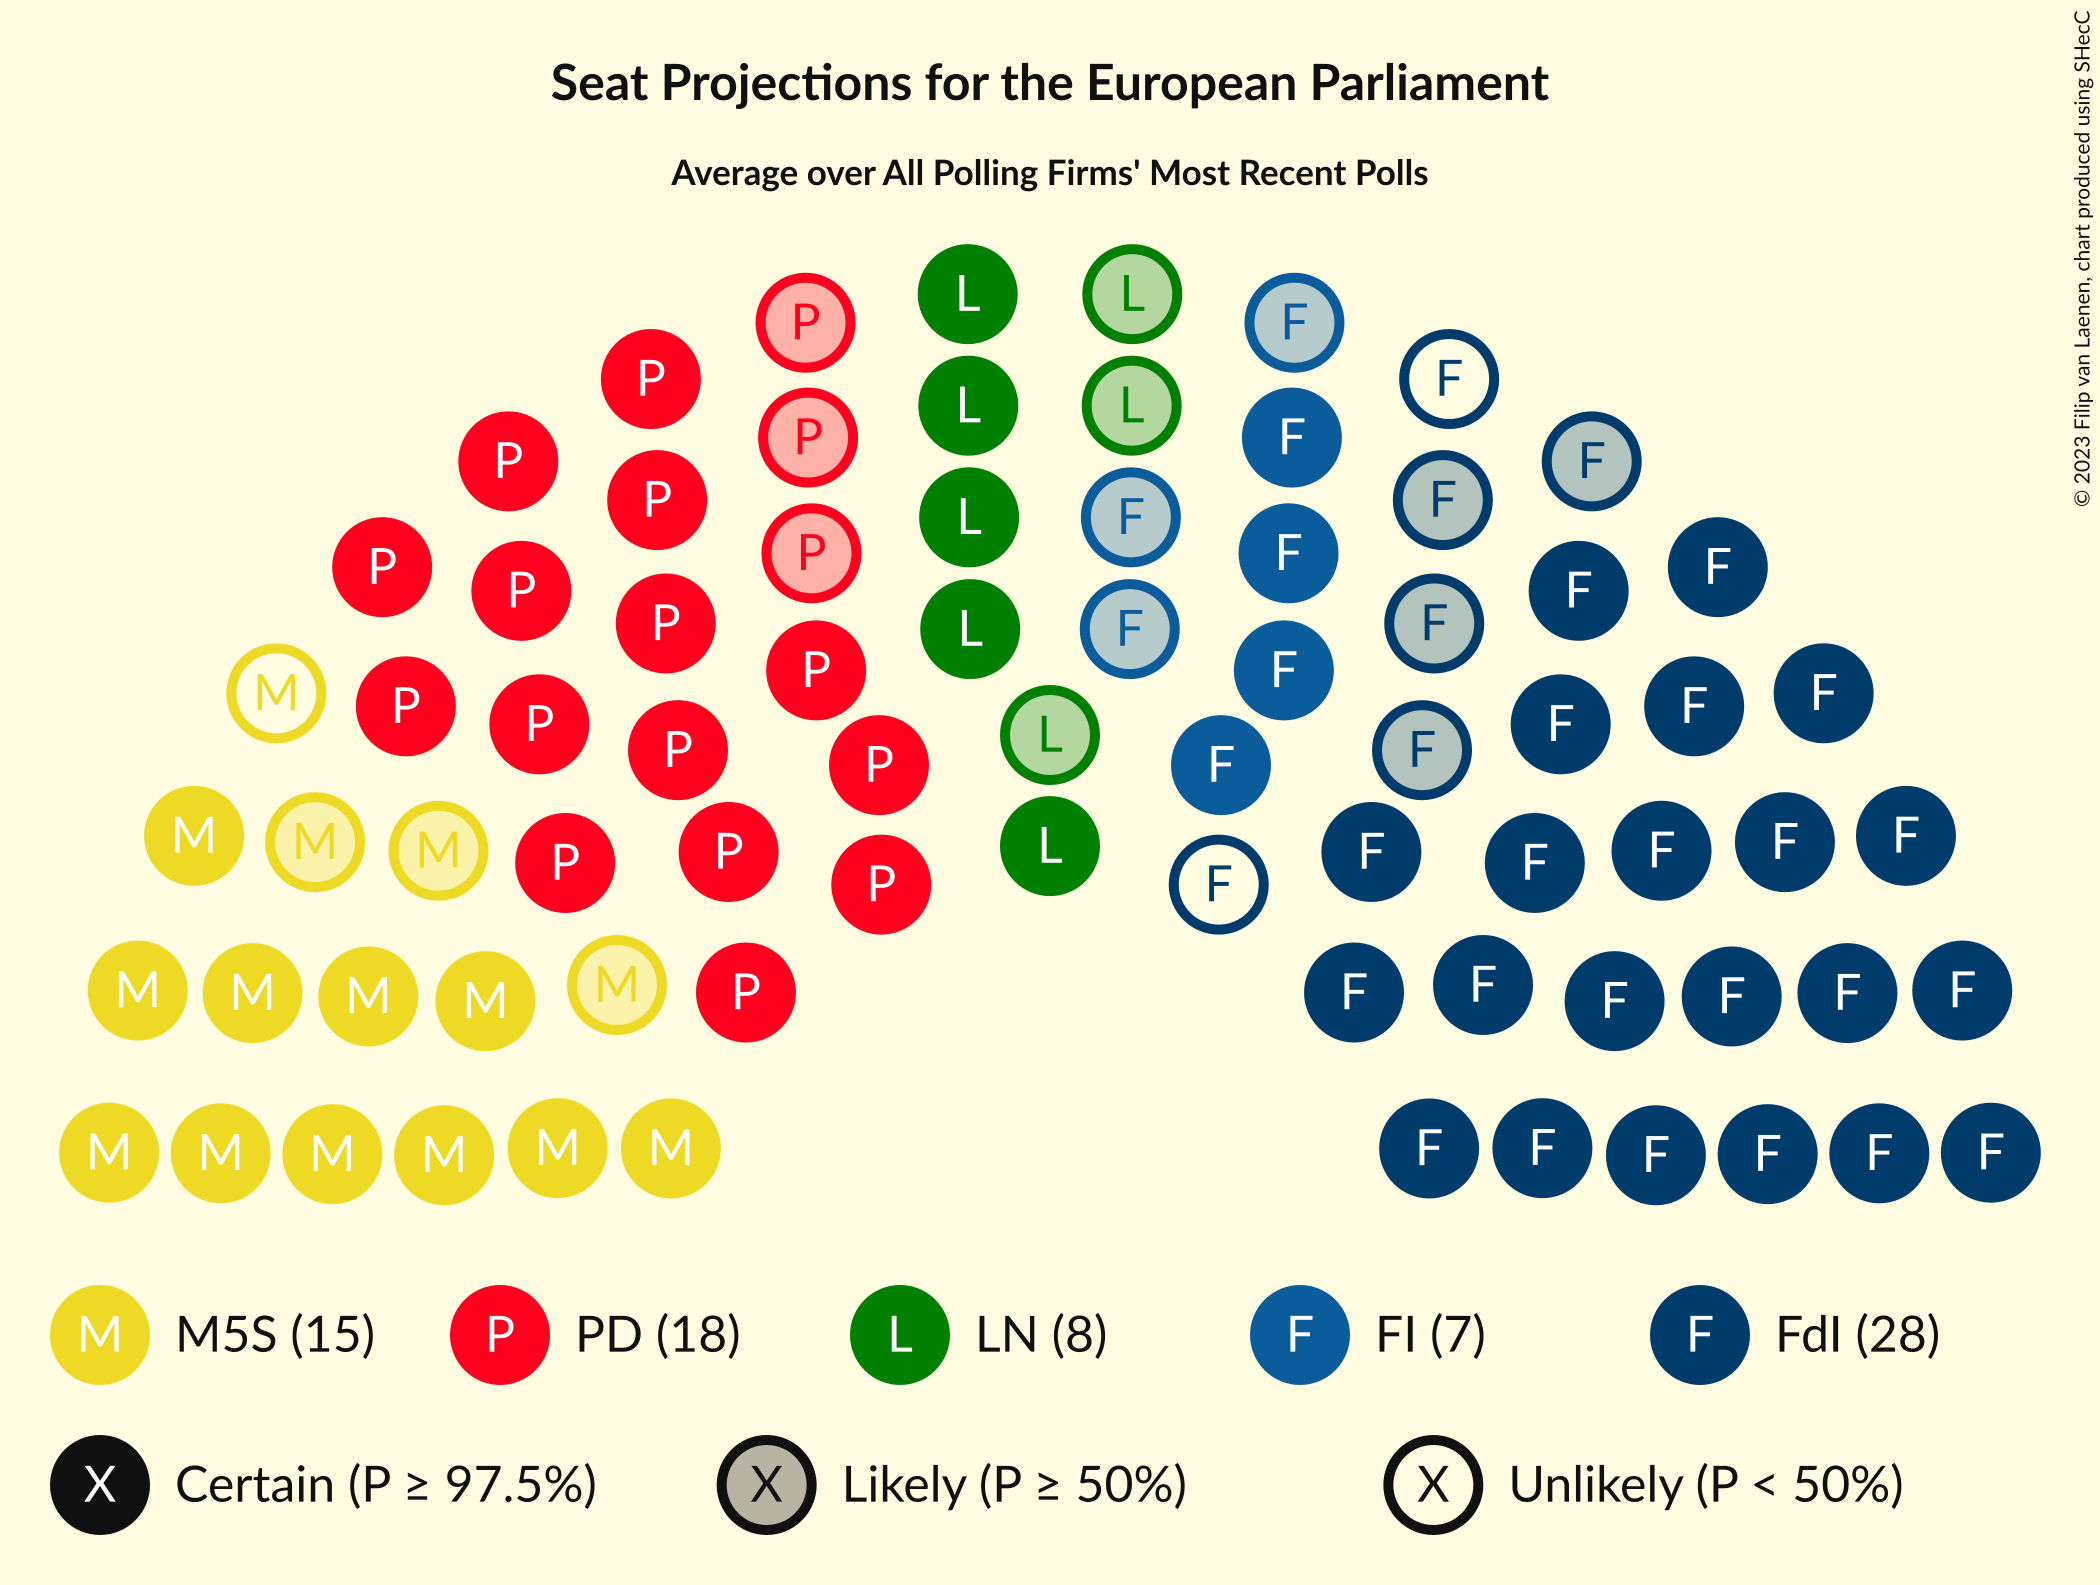 Seat Projections for the European Parliament
Average over All Polling Firms' Most Recent Polls
© 2023 Filip van Laenen, chart produced using SHecC
L L
P F
P F
L L
P F
P F
P F
L F
P F
P F
P F
P F
P F
L F
M F
P F
P F
P F
L
P F
P F
M F
L
M F
M F
P F
P F
P F
M F
P F
M F
M F
M F
M F
M F
M F
M F
M F
M F
M F
M F
M5S (15) PD (18) LN (8) FI (7) FdI (28)
M P L F F
X Certain (P ≥ 97.5%) X Likely (P ≥ 50%) X Unlikely (P < 50%)